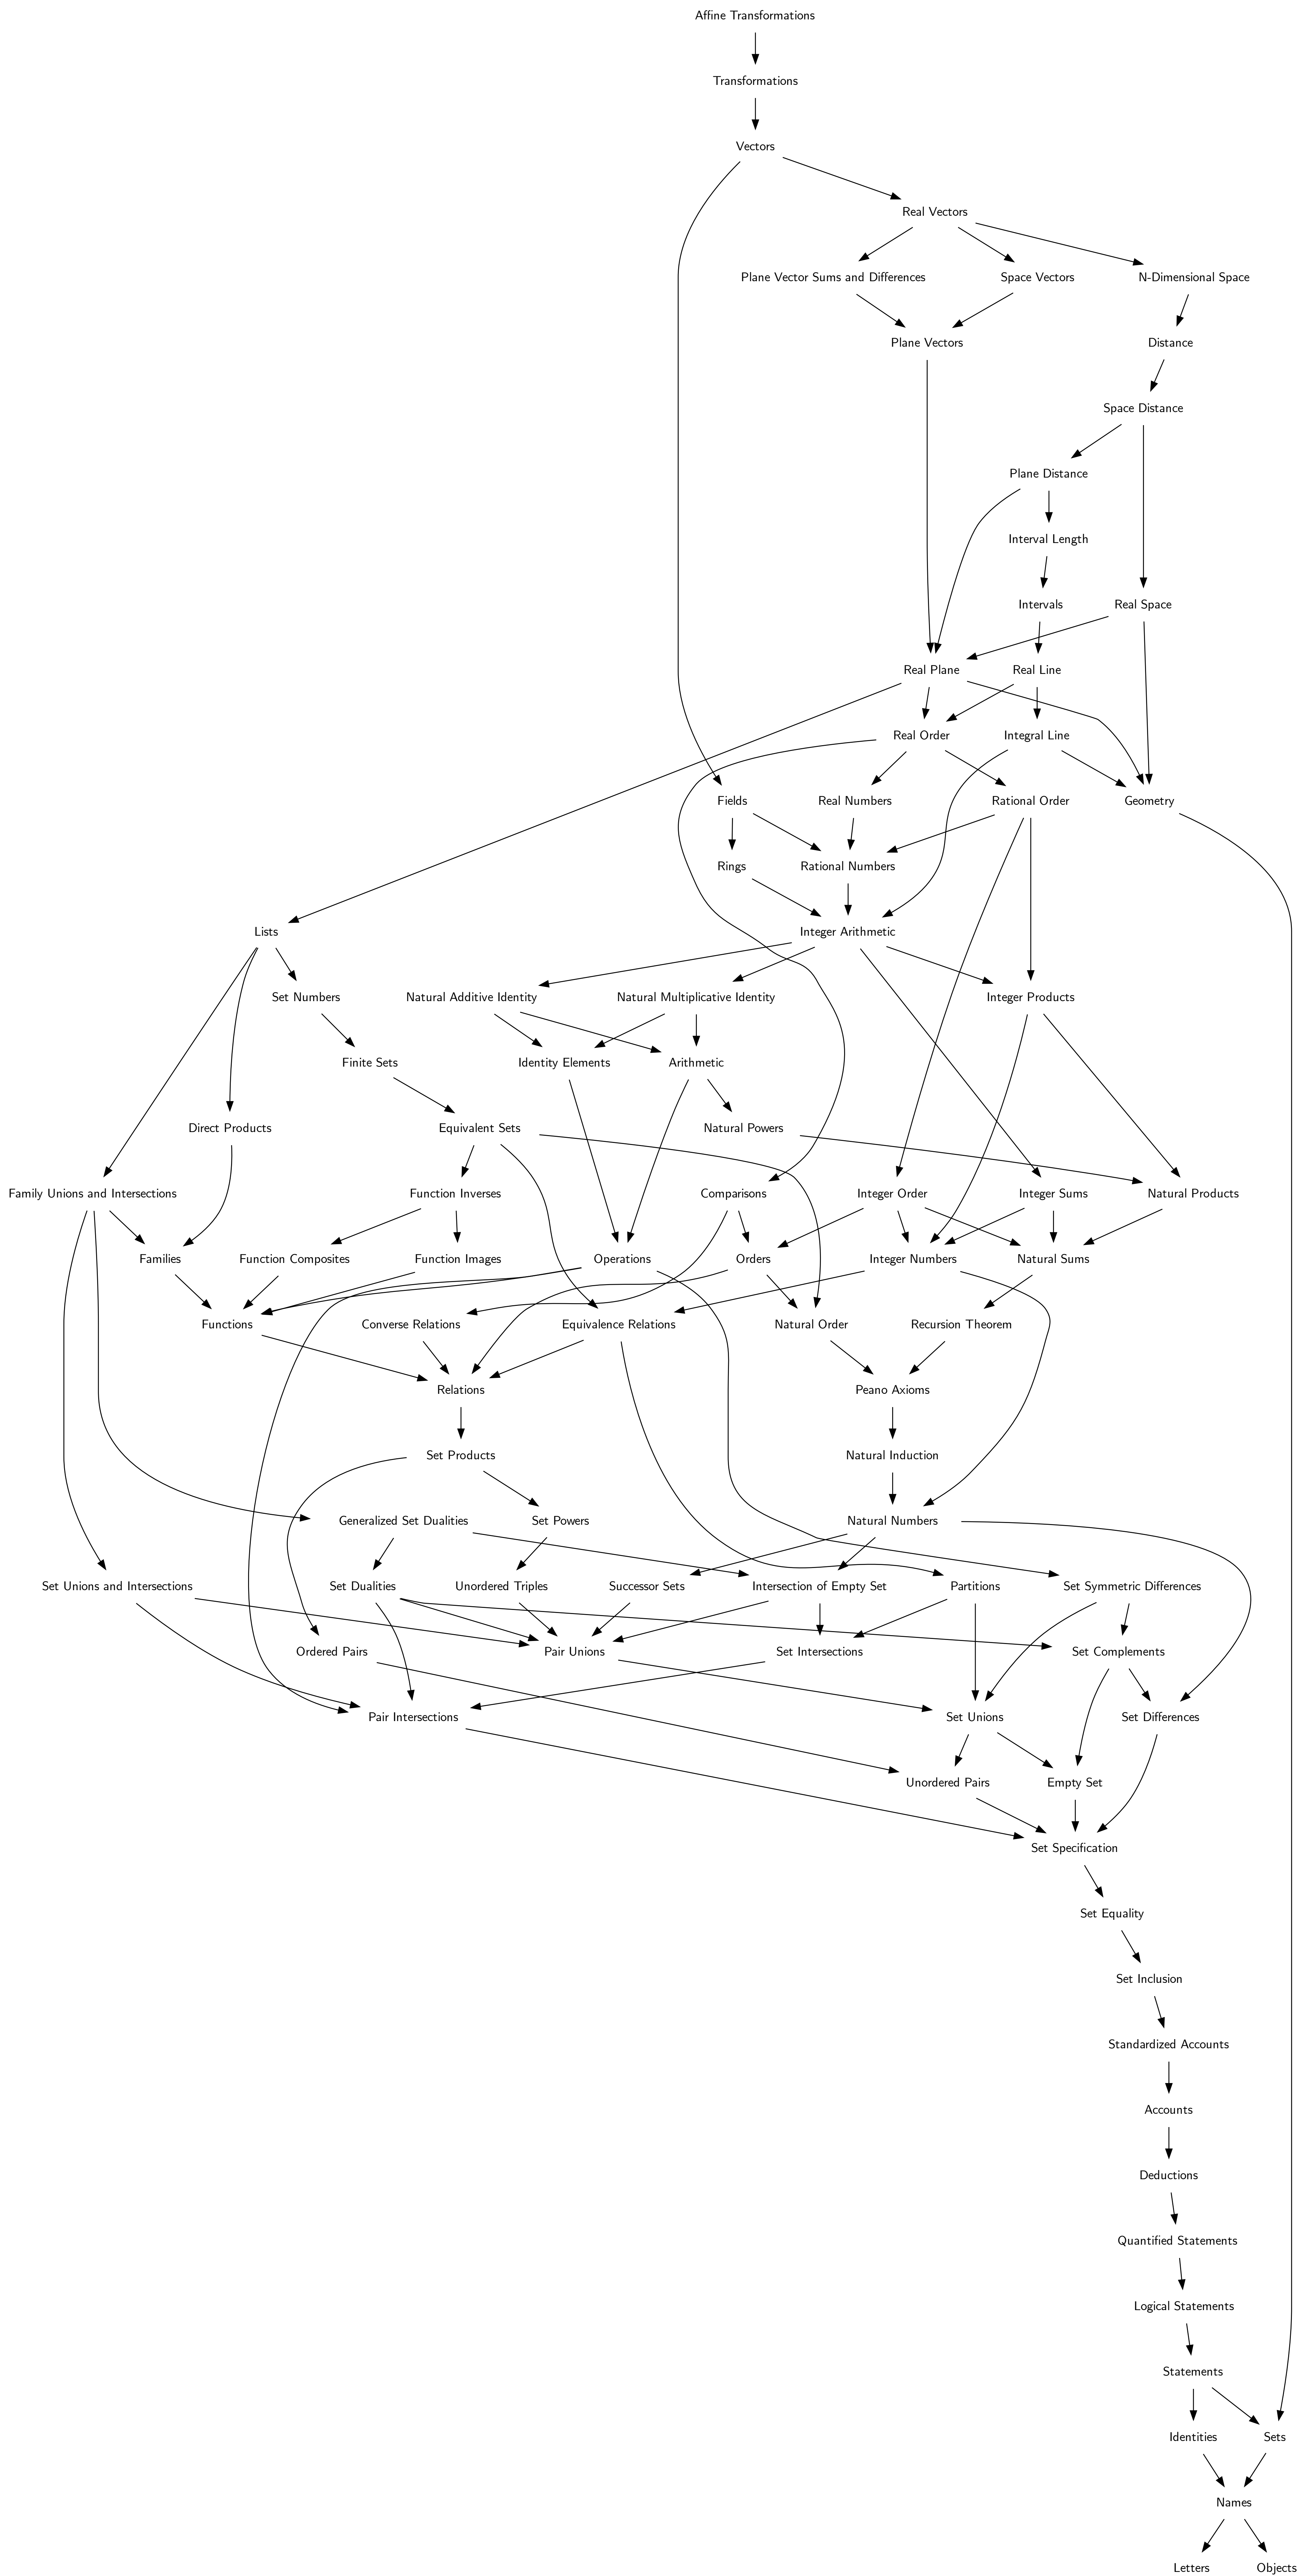 Affine Transformations
Transformations
Vectors
Real Vectors
Plane Vector Sums and Differences
Space Vectors
N-Dimensional Space
Plane Vectors
Distance
Space Distance
Plane Distance
Interval Length
Intervals
Real Space
Real Plane
Real Line
Real Order
Integral Line
Fields
Real Numbers
Rational Order
Geometry
Rings
Rational Numbers
Lists
Integer Arithmetic
Set Numbers
Natural Additive Identity
Natural Multiplicative Identity
Integer Products
Finite Sets
Identity Elements
Arithmetic
Direct Products
Equivalent Sets
Natural Powers
Family Unions and Intersections
Function Inverses
Comparisons
Integer Order
Integer Sums
Natural Products
Families
Function Composites
Function Images
Operations
Orders
Integer Numbers
Natural Sums
Functions
Converse Relations
Equivalence Relations
Natural Order
Recursion Theorem
Relations
Peano Axioms
Set Products
Natural Induction
Generalized Set Dualities
Set Powers
Natural Numbers
Set Unions and Intersections
Set Dualities
Unordered Triples
Successor Sets
Intersection of Empty Set
Partitions
Set Symmetric Differences
Ordered Pairs
Pair Unions
Set Intersections
Set Complements
Pair Intersections
Set Unions
Set Differences
Unordered Pairs
Empty Set
Set Specification
Set Equality
Set Inclusion
Standardized Accounts
Accounts
Deductions
Quantified Statements
Logical Statements
Statements
Identities
Sets
Names
Letters
Objects